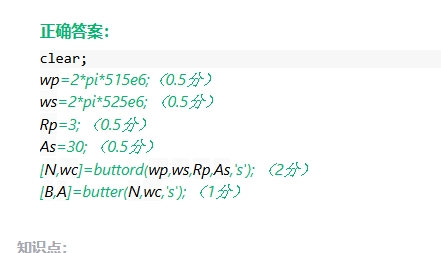 正确答案：
clear;
wp=2*pi*515e6;（0.5分）
ws=2*pi*525e6;（0.5分）
Rp=3;（0.5分）
As=30;（0.5分）
[N,wc]=buttord(wp,ws,Rp,As,'s');（2分）
[B,A]=butter(N,wc,'s');（1分）
知识点：